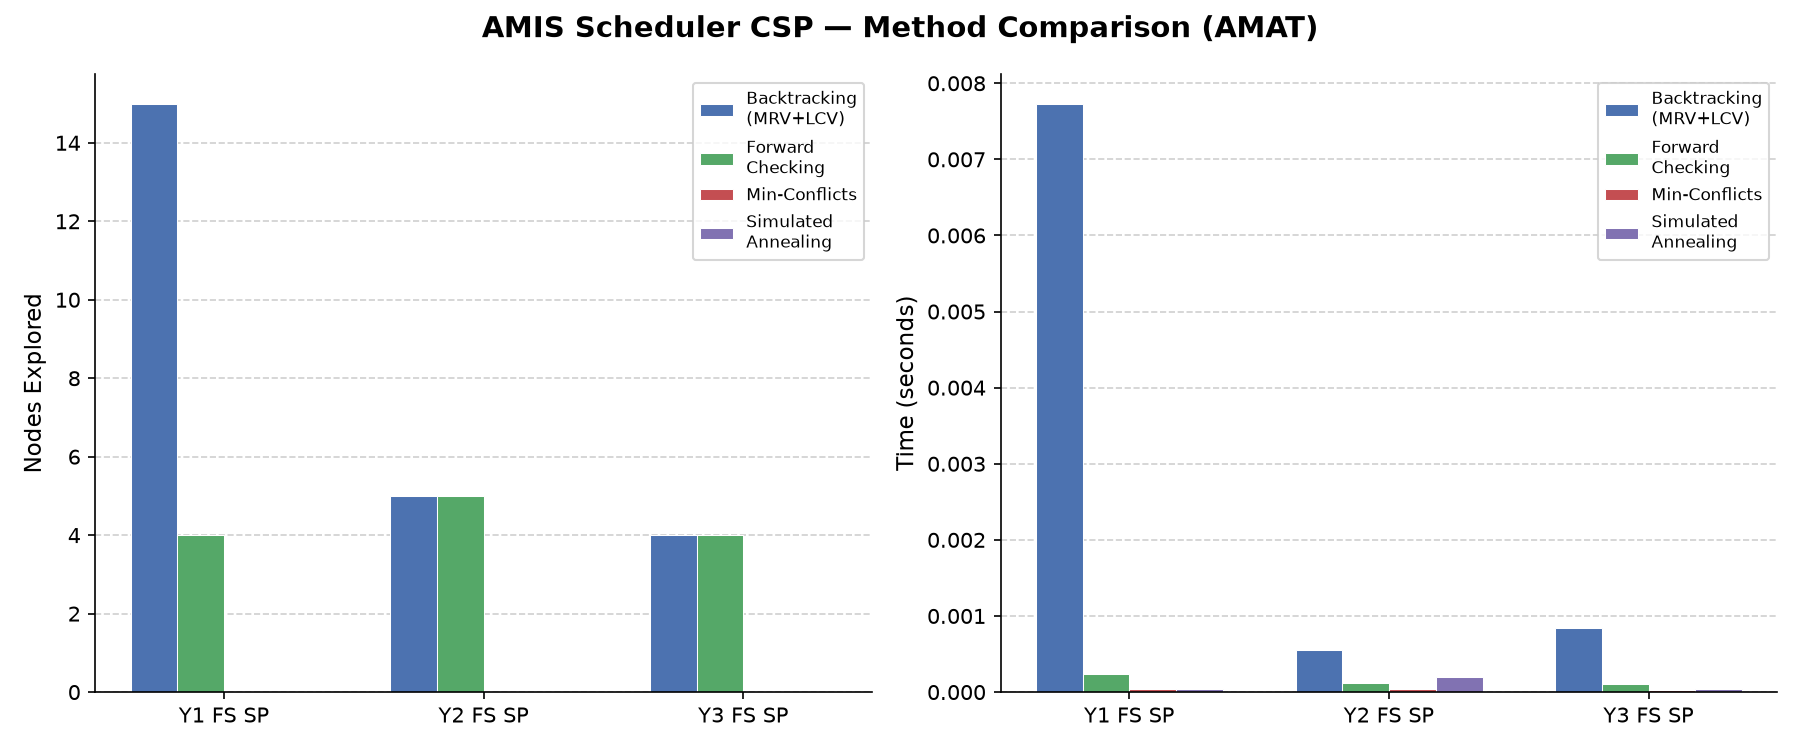 AMIS Scheduler CSP — Method Comparison (AMAT)
Nodes Explored
14
12
10
8
6
4
2
0
Y1 FS SP
Y2 FS SP
Y3 FS SP
Backtracking
(MRV+LCV)
Forward
Checking
Min-Conflicts
Simulated
Annealing
Time (seconds)
0.008
0.007
0.006
0.005
0.004
0.003
0.002
0.001
0.000
Y1 FS SP
Y2 FS SP
Y3 FS SP
Backtracking
(MRV+LCV)
Forward
Checking
Min-Conflicts
Simulated
Annealing